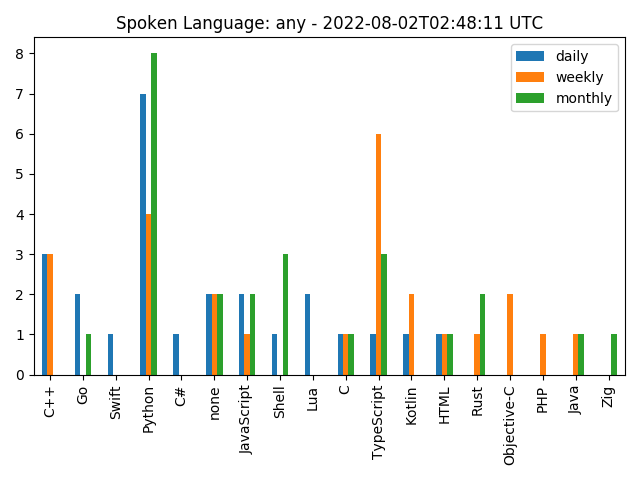 Spoken Language: any - 2022-08-02T02:48:11 UTC
daily
weekly
monthly
8
7
6
5
4
3
2
1
0
C++
Go
Swift
Python
C#
none
JavaScript
Shell
Lua
C
TypeScript
Kotlin
HTML
Rust
Objective-C
PHP
Java
Zig